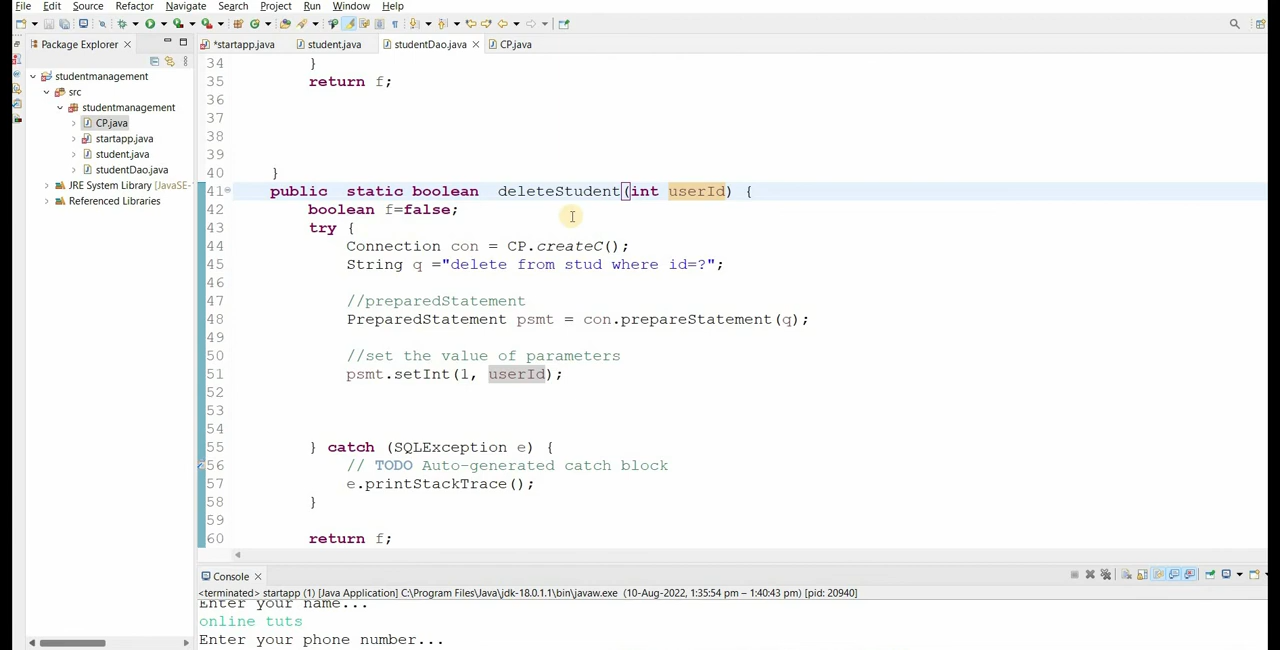 File Edit Source Refactor Navigate Search Project Run Window Help
Package Explorer
*startapp.java student.java studentDao.java CP.java
studentmanagement
src
studentmanagement
CP.java
startapp.java
student.java
studentDao.java
JRE System Library [JavaSE-
Referenced Libraries
34 }
35 return f;
36
37
38
39
40 }
41 public static boolean deleteStudent(int userId) {
42 boolean f=false;
43 try {
44 Connection con = CP.createC();
45 String q ="delete from stud where id=?";
46
47 //preparedStatement
48 PreparedStatement psmt = con.prepareStatement(q);
49
50 //set the value of parameters
51 psmt.setInt(1, userId);
52
53
54
55 } catch (SQLException e) {
56 // TODO Auto-generated catch block
57 e.printStackTrace();
58 }
59
60 return f;
Console
<terminated> startapp (1) [Java Application] C:\Program Files\Java\jdk-18.0.1.1\bin\javaw.exe (10-Aug-2022, 1:35:54 pm – 1:40:43 pm) [pid: 20940]
Enter your name...
online tuts
Enter your phone number...